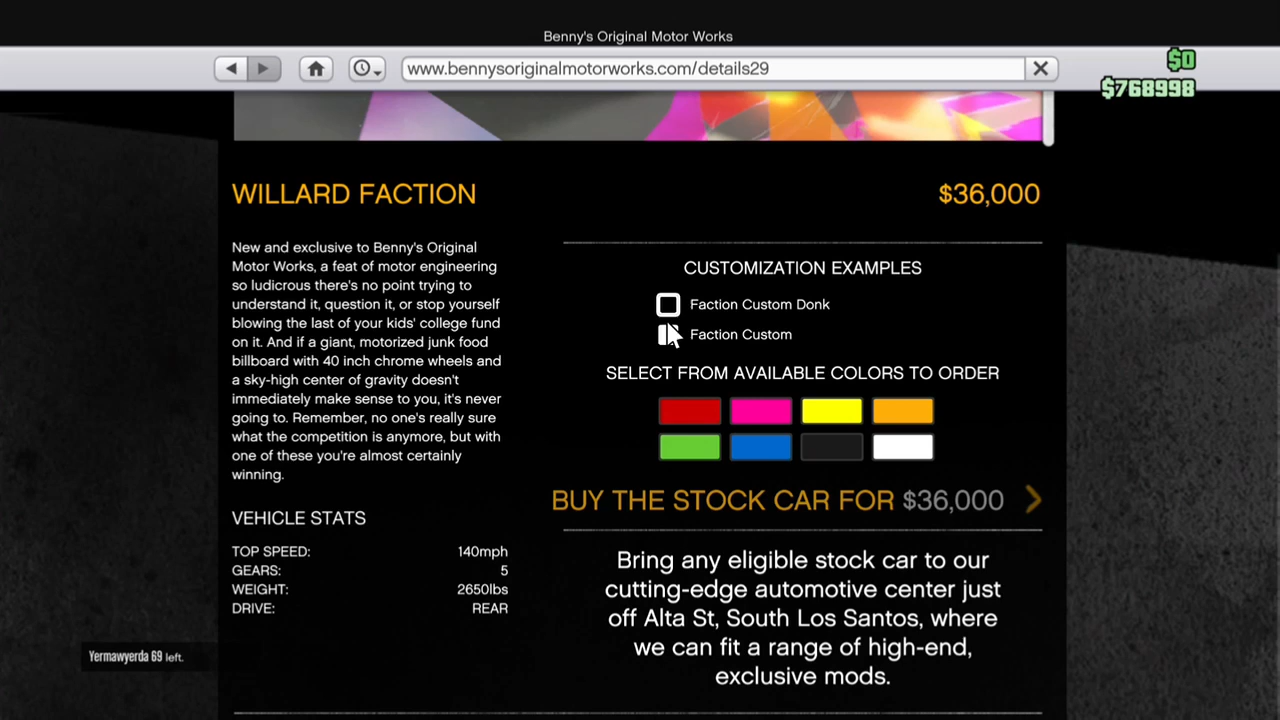 Benny's Original Motor Works
www.bennysoriginalmotorworks.com/details29
$0
$768998
WILLARD FACTION
$36,000
New and exclusive to Benny's Original
Motor Works, a feat of motor engineering
so ludicrous there's no point trying to
understand it, question it, or stop yourself
blowing the last of your kids' college fund
on it. And if a giant, motorized junk food
billboard with 40 inch chrome wheels and
a sky-high center of gravity doesn't
immediately make sense to you, it's never
going to. Remember, no one's really sure
what the competition is anymore, but with
one of these you're almost certainly
winning.
VEHICLE STATS
TOP SPEED: 140mph
GEARS: 5
WEIGHT: 2650lbs
DRIVE: REAR
CUSTOMIZATION EXAMPLES
Faction Custom Donk
Faction Custom
SELECT FROM AVAILABLE COLORS TO ORDER
BUY THE STOCK CAR FOR $36,000
Bring any eligible stock car to our
cutting-edge automotive center just
off Alta St, South Los Santos, where
we can fit a range of high-end,
exclusive mods.
Yermawyerda 69 left.